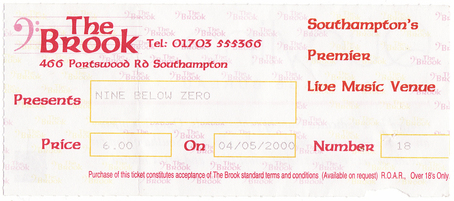 The
Brook Tel: 01703 555366
466 Portswood Rd Southampton
Southampton's
Premier
Live Music Venue
Presents NINE BELOW ZERO
Price 6.00 On 04/05/2000 Number 18
Purchase of this ticket constitutes acceptance of The Brook standard terms and conditions (Available on request) R.O.A.R., Over 18's Only